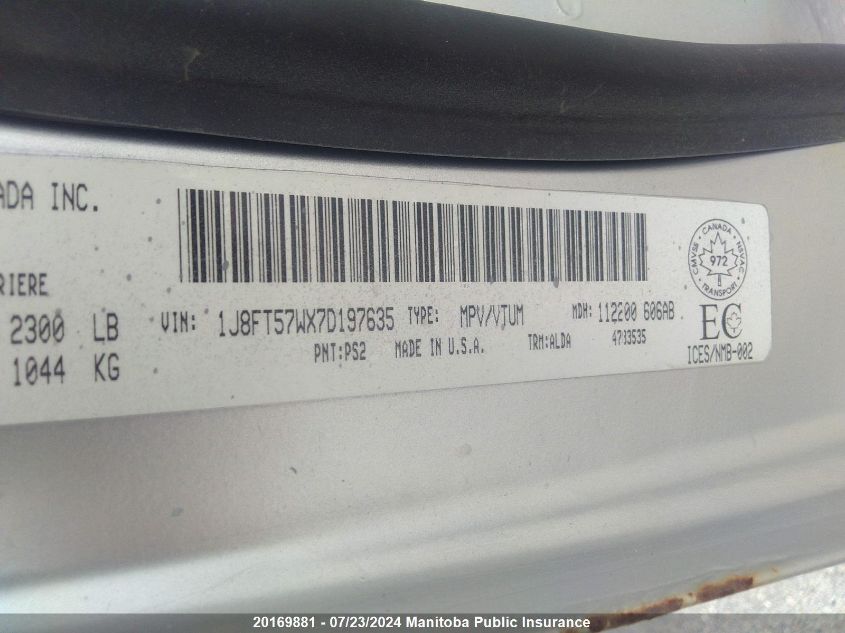 ADA INC.
RIERE
2300 LB
1044 KG
VIN: 1J8FT57WX7D197635 TYPE: MPV/VTUM MDH: 112200 606AB
PNT:PS2 MADE IN U.S.A. TRM:ALDA 4733535
CANADA
CMVSS NSVAC
972
TRANSPORT
EC
ICES/NMB-002
20169881 - 07/23/2024 Manitoba Public Insurance